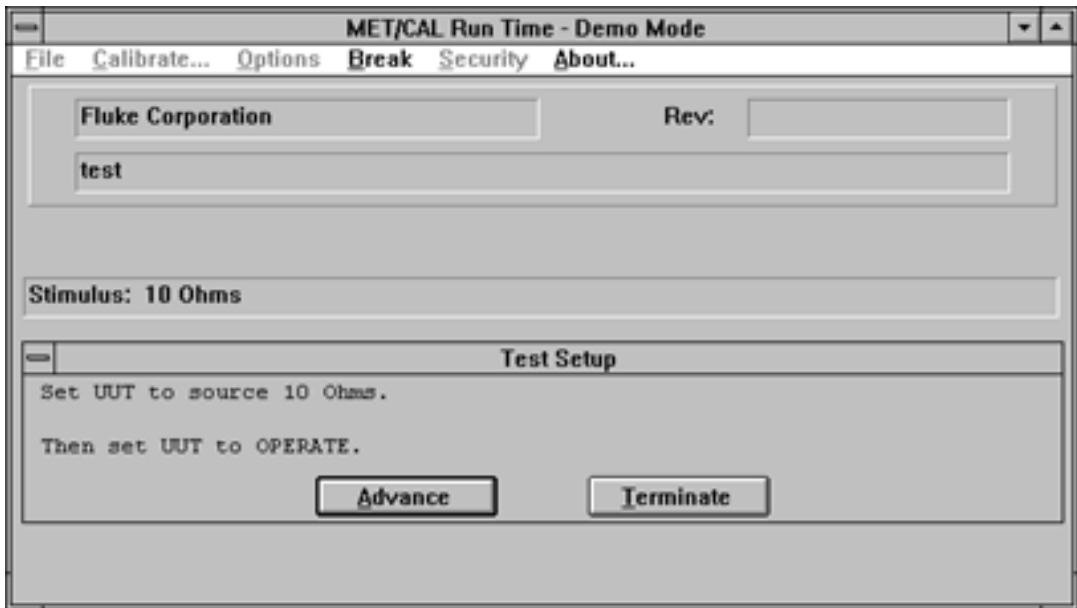 MET/CAL Run Time - Demo Mode
File Calibrate... Options Break Security About...
Fluke Corporation Rev:
test
Stimulus: 10 Ohms
Test Setup
Set UUT to source 10 Ohms.
Then set UUT to OPERATE.
Advance Terminate